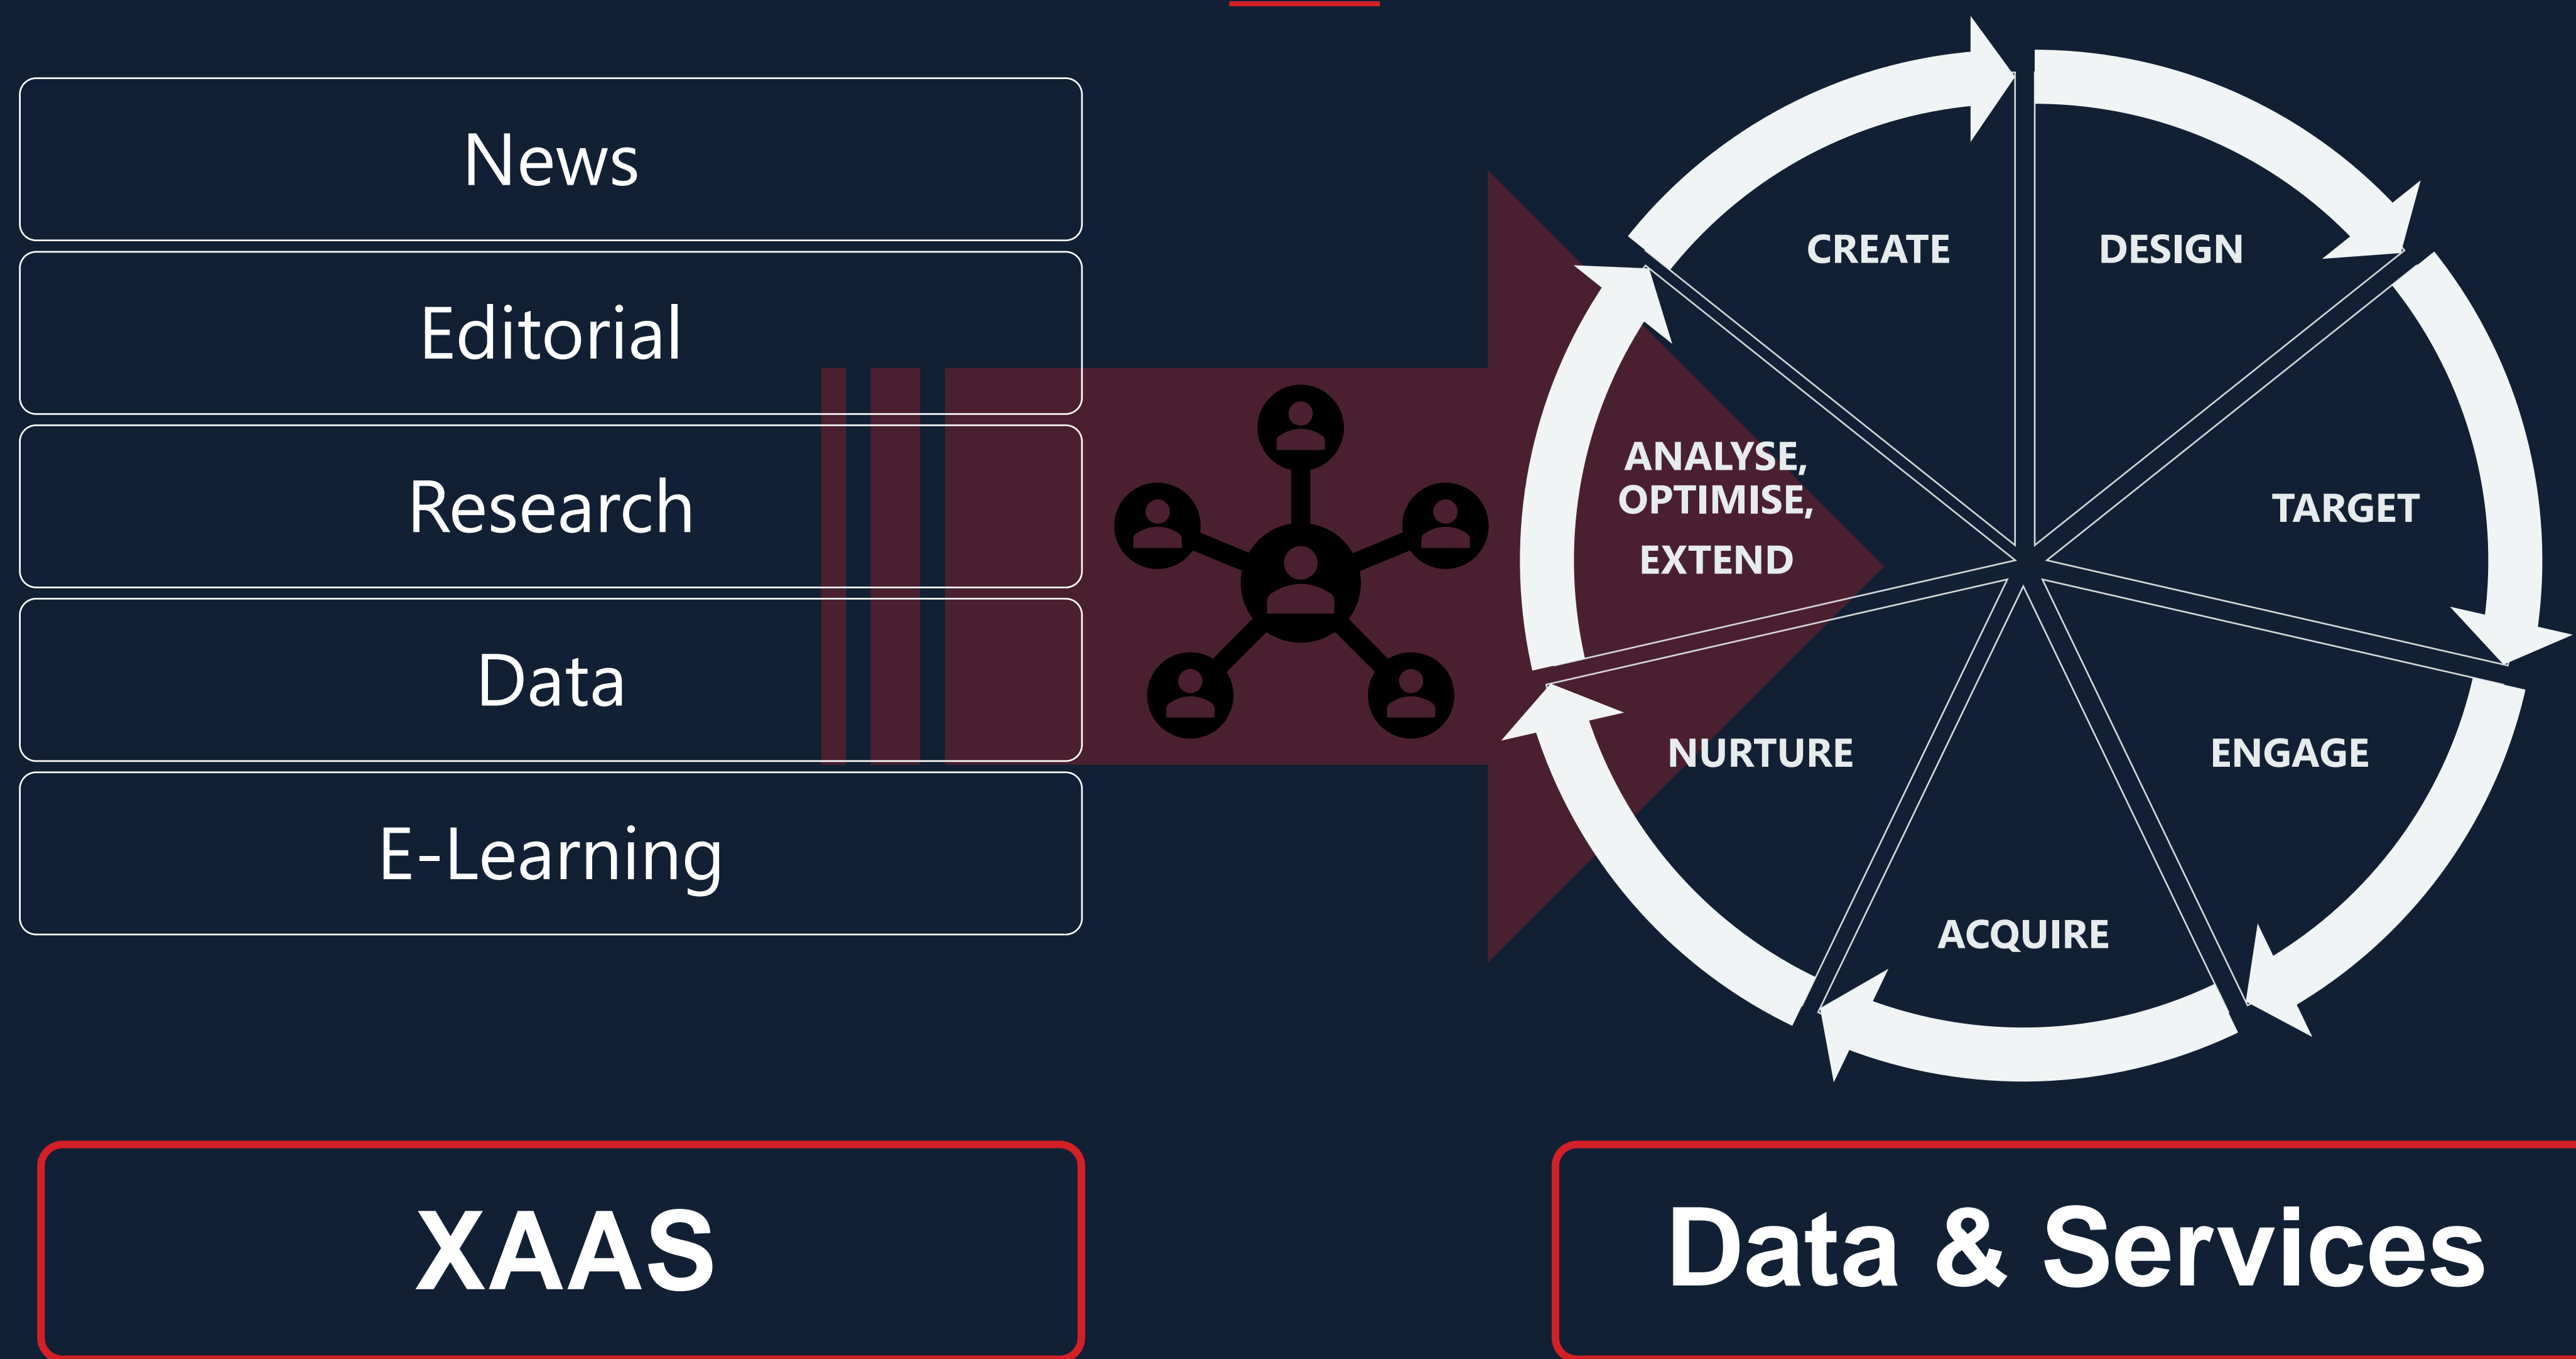 News
Editorial
Research
Data
E-Learning
CREATE
DESIGN
TARGET
ENGAGE
ACQUIRE
NURTURE
ANALYSE,
OPTIMISE,
EXTEND
XAAS
Data & Services